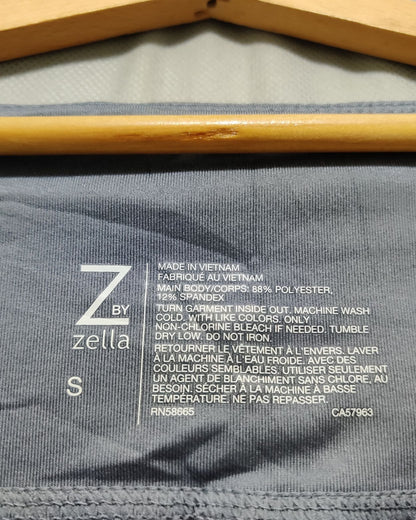 Z BY
zella
S
MADE IN VIETNAM
FABRIQUÉ AU VIETNAM
MAIN BODY/CORPS: 88% POLYESTER,
12% SPANDEX
TURN GARMENT INSIDE OUT. MACHINE WASH
COLD. WITH LIKE COLORS. ONLY
NON-CHLORINE BLEACH IF NEEDED. TUMBLE
DRY LOW. DO NOT IRON.
RETOURNER LE VÊTEMENT À L'ENVERS. LAVER
À LA MACHINE À L'EAU FROIDE. AVEC DES
COULEURS SEMBLABLES. UTILISER SEULEMENT
UN AGENT DE BLANCHIMENT SANS CHLORE, AU
BESOIN. SÉCHER À LA MACHINE À BASSE
TEMPÉRATURE. NE PAS REPASSER.
RN58665 CA57963